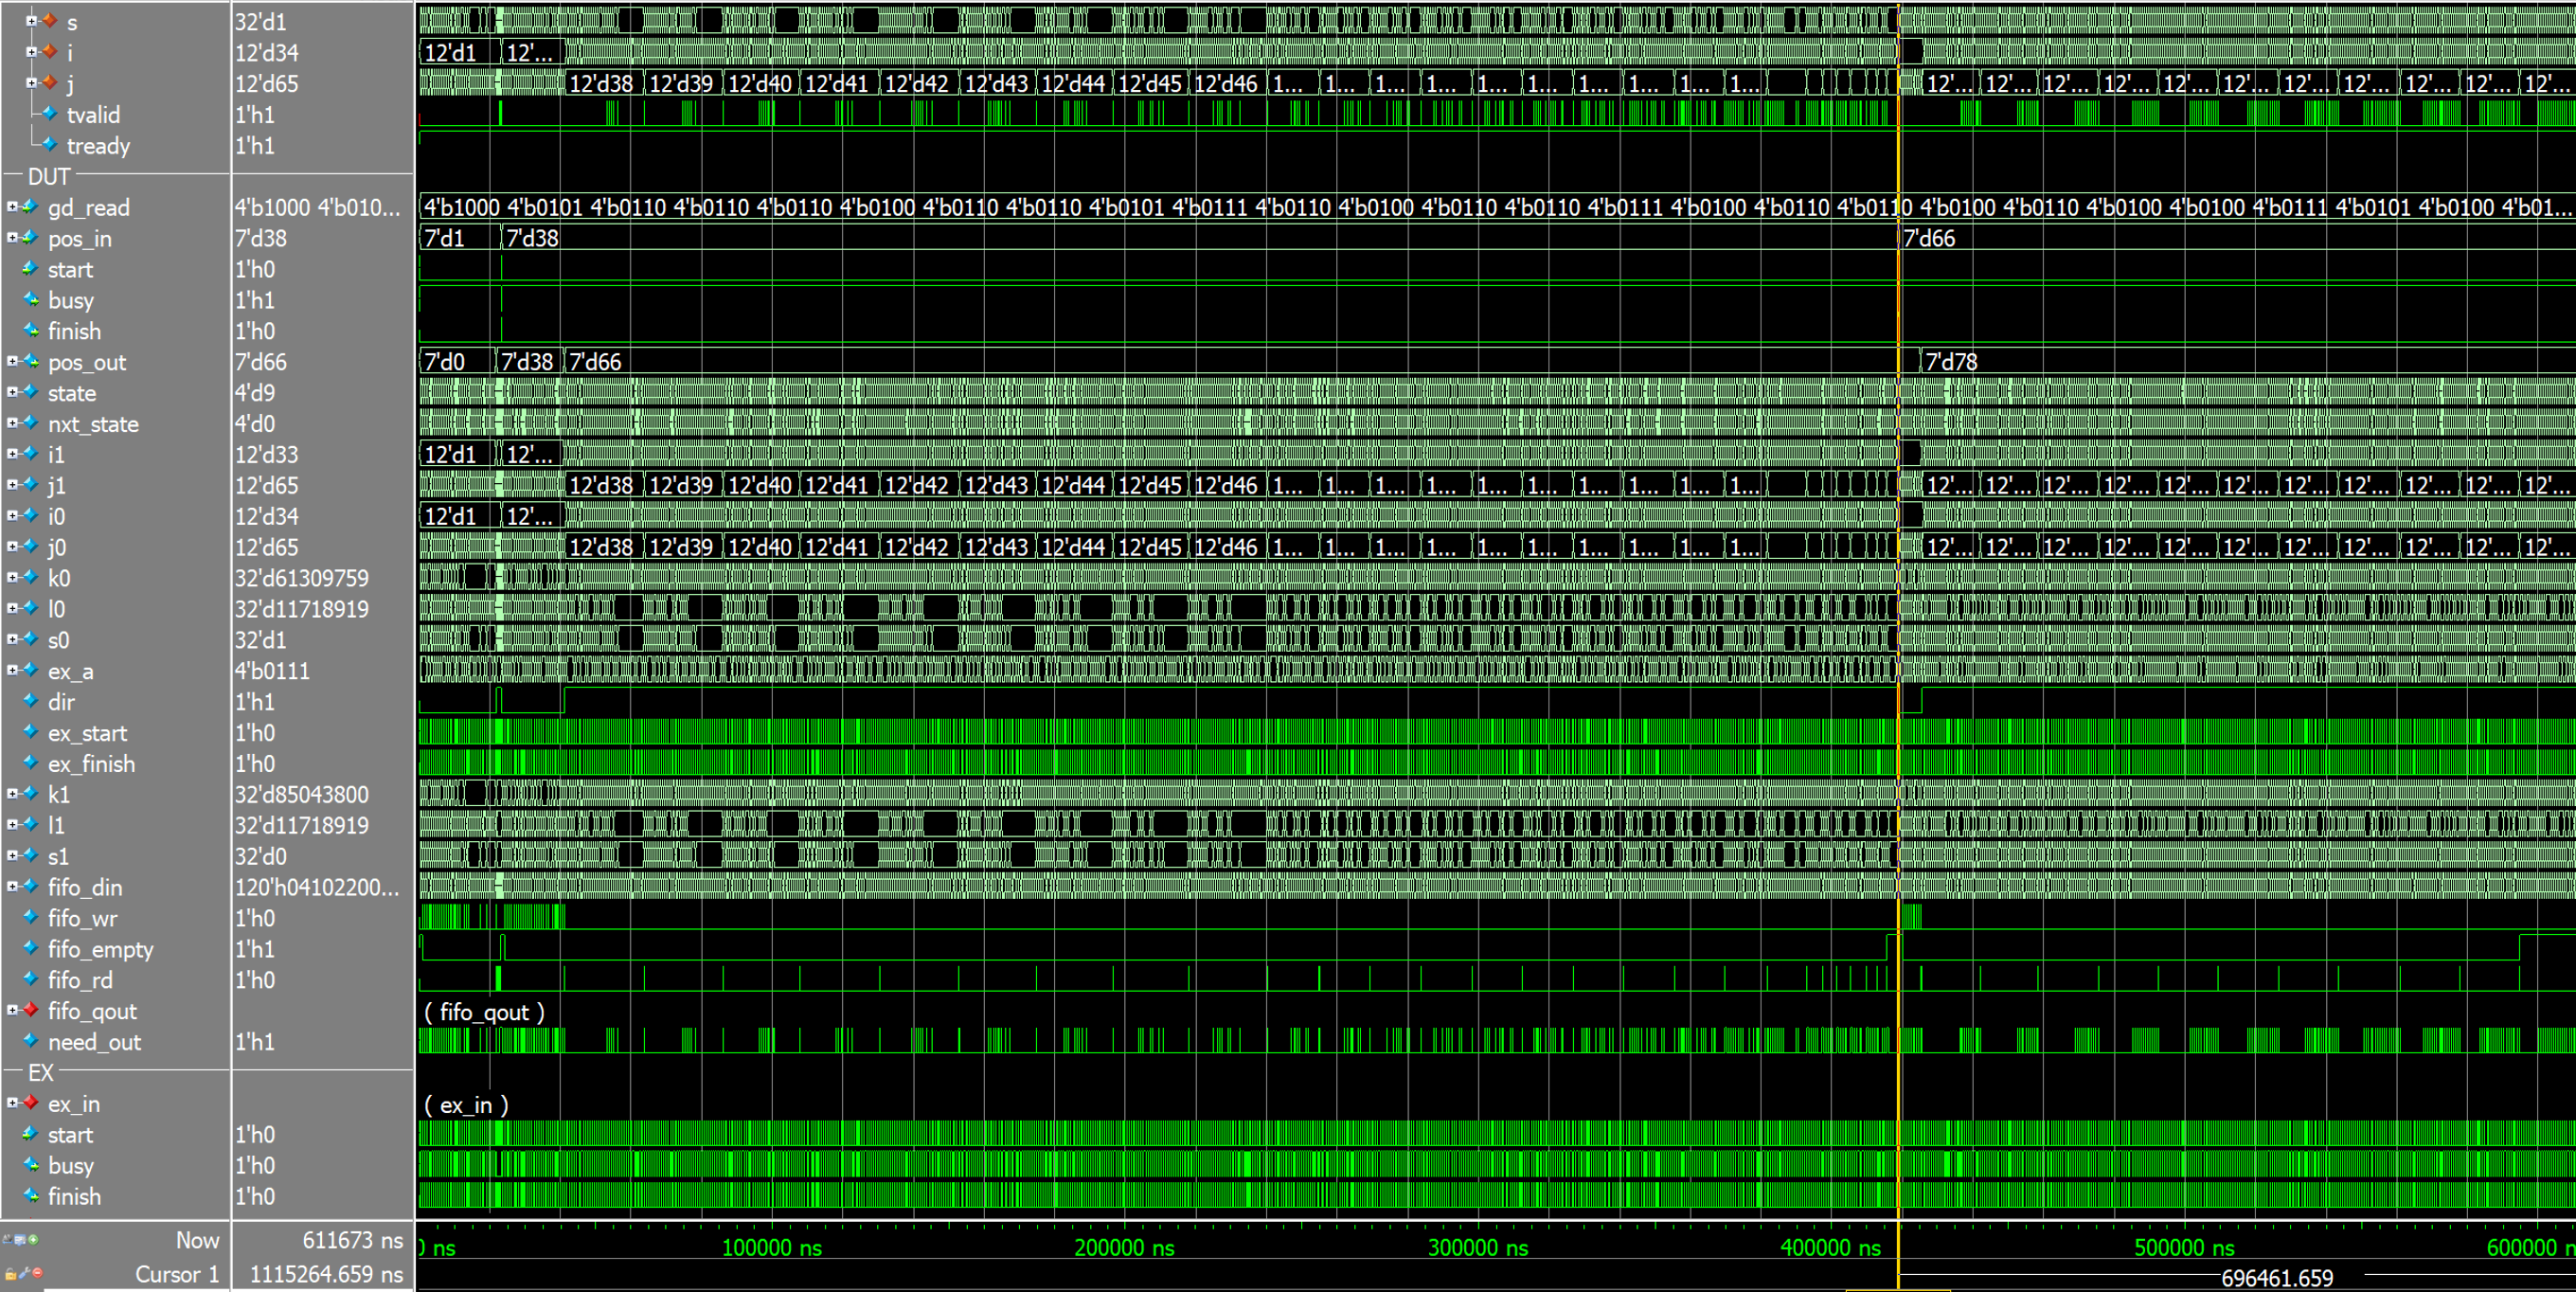 s 32'd1
i 12'd34 12'd1 12'...
j 12'd65 12'd38 12'd39 12'd40 12'd41 12'd42 12'd43 12'd44 12'd45 12'd46 1... 1... 1... 1... 1... 1... 1... 1... 1... 1... 12'... 12'... 12'... 12'... 12'... 12'... 12'... 12'... 12'... 12'... 12'...
tvalid 1'h1
tready 1'h1
DUT
gd_read 4'b1000 4'b010... 4'b1000 4'b0101 4'b0110 4'b0110 4'b0110 4'b0100 4'b0110 4'b0110 4'b0101 4'b0111 4'b0110 4'b0100 4'b0110 4'b0110 4'b0111 4'b0100 4'b0110 4'b0110 4'b0100 4'b0110 4'b0100 4'b0100 4'b0111 4'b0101 4'b0100 4'b01...
pos_in 7'd38 7'd1 7'd38 7'd66
start 1'h0
busy 1'h1
finish 1'h0
pos_out 7'd66 7'd0 7'd38 7'd66 7'd78
state 4'd9
nxt_state 4'd0
i1 12'd33 12'd1 12'...
j1 12'd65 12'd38 12'd39 12'd40 12'd41 12'd42 12'd43 12'd44 12'd45 12'd46 1... 1... 1... 1... 1... 1... 1... 1... 1... 1... 12'... 12'... 12'... 12'... 12'... 12'... 12'... 12'... 12'... 12'... 12'...
i0 12'd34 12'd1 12'...
j0 12'd65 12'd38 12'd39 12'd40 12'd41 12'd42 12'd43 12'd44 12'd45 12'd46 1... 1... 1... 1... 1... 1... 1... 1... 1... 1... 12'... 12'... 12'... 12'... 12'... 12'... 12'... 12'... 12'... 12'... 12'...
k0 32'd61309759
l0 32'd11718919
s0 32'd1
ex_a 4'b0111
dir 1'h1
ex_start 1'h0
ex_finish 1'h0
k1 32'd85043800
l1 32'd11718919
s1 32'd0
fifo_din 120'h04102200...
fifo_wr 1'h0
fifo_empty 1'h1
fifo_rd 1'h0
fifo_qout ( fifo_qout )
need_out 1'h1
EX
ex_in ( ex_in )
start 1'h0
busy 1'h0
finish 1'h0
Now 611673 ns 0 ns 100000 ns 200000 ns 300000 ns 400000 ns 500000 ns 600000 n
Cursor 1 1115264.659 ns 696461.659